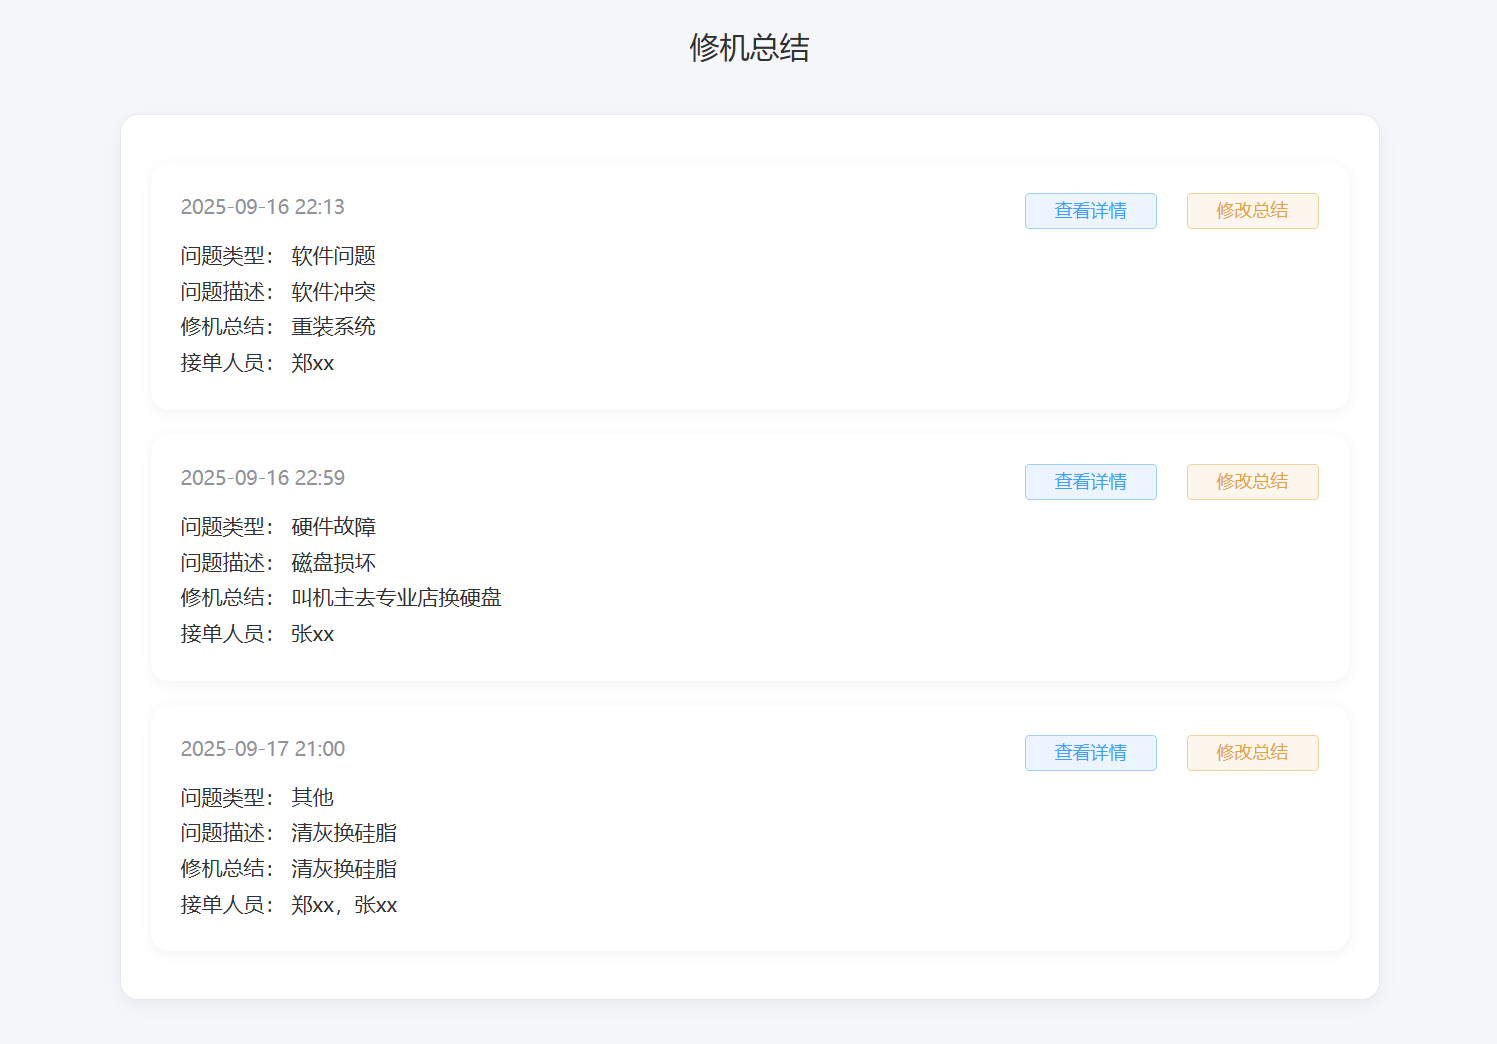 修机总结
2025-09-16 22:13
查看详情
修改总结
问题类型： 软件问题
问题描述： 软件冲突
修机总结： 重装系统
接单人员： 郑xx
2025-09-16 22:59
查看详情
修改总结
问题类型： 硬件故障
问题描述： 磁盘损坏
修机总结： 叫机主去专业店换硬盘
接单人员： 张xx
2025-09-17 21:00
查看详情
修改总结
问题类型： 其他
问题描述： 清灰换硅脂
修机总结： 清灰换硅脂
接单人员： 郑xx，张xx